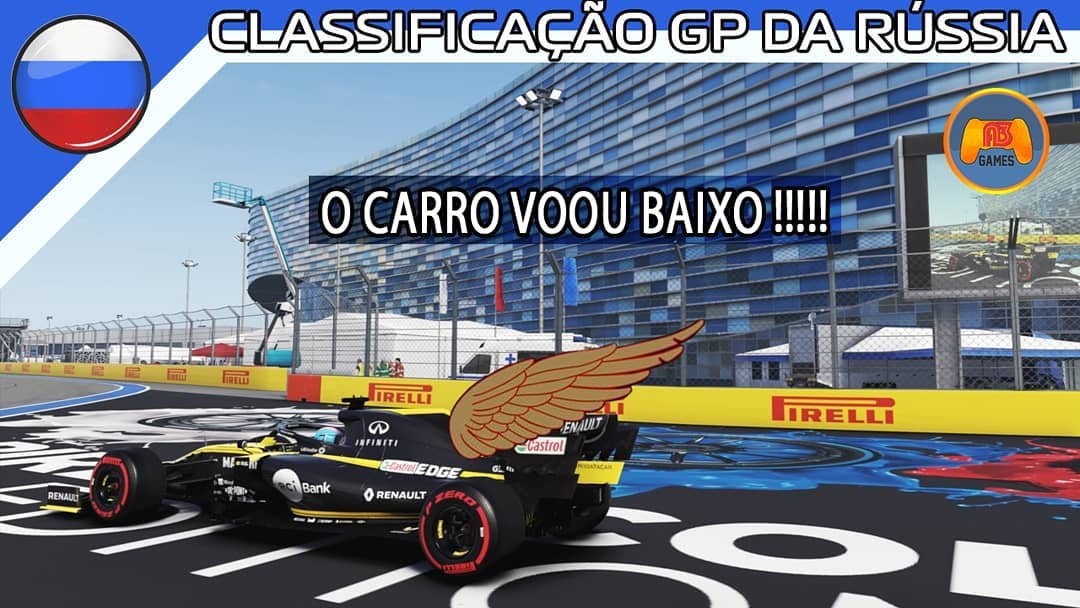 CLASSIFICAÇÃO GP DA RÚSSIA
AB
GAMES
O CARRO VOOU BAIXO !!!!!
PIRELLI
PIRELLI
PIRELLI
PIRELLI
INFINITI
RENAULT
Castrol
Castrol EDGE
Bank
RENAULT
RENAULT
P ZERO